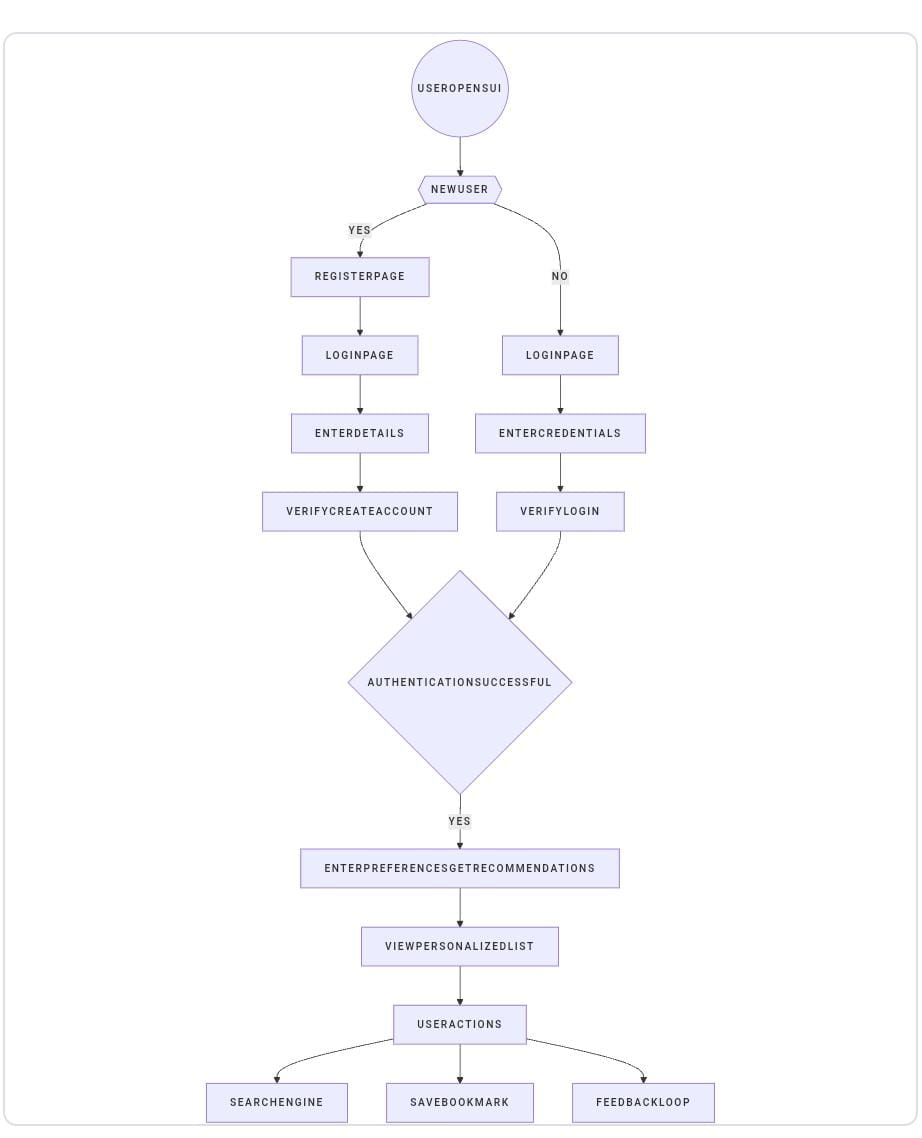 USEROPENSUI
NEWUSER
YES
REGISTERPAGE
NO
LOGINPAGE
LOGINPAGE
ENTERDETAILS
ENTERCREDENTIALS
VERIFYCREATEACCOUNT
VERIFYLOGIN
AUTHENTICATIONSUCCESSFUL
YES
ENTERPREFERENCESGETRECOMMENDATIONS
VIEWPERSONALIZEDLIST
USERACTIONS
SEARCHENGINE
SAVEBOOKMARK
FEEDBACKLOOP